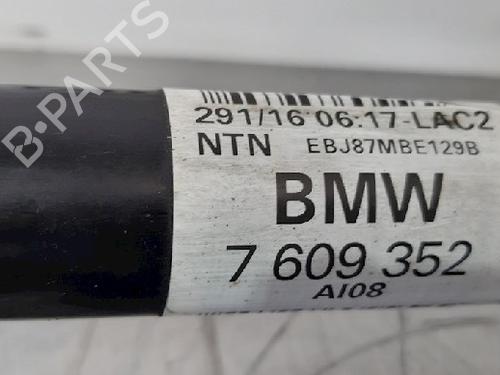 291/16 06:17-LAC2
NTN EBJ87MBE129B
BMW
7 609 352
AI08
B-PARTS